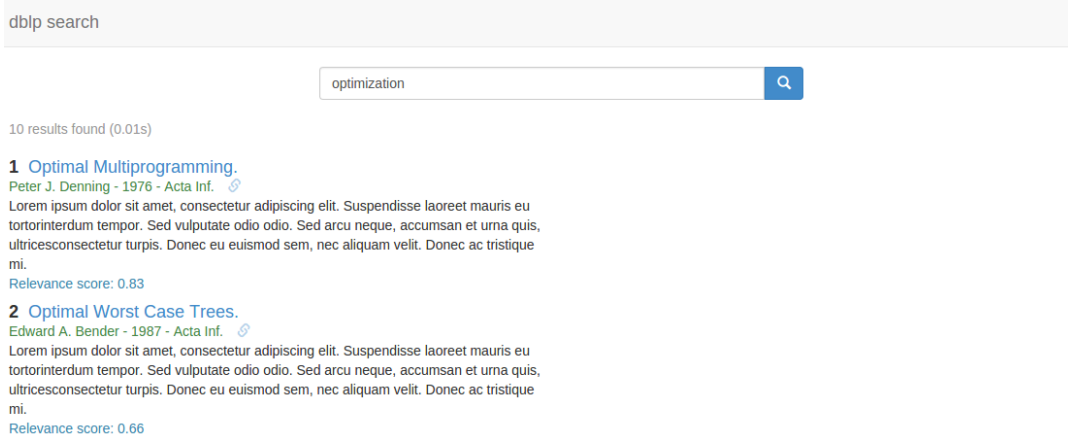 dblp search
optimization
10 results found (0.01s)
1 Optimal Multiprogramming.
Peter J. Denning - 1976 - Acta Inf.
Lorem ipsum dolor sit amet, consectetur adipiscing elit. Suspendisse laoreet mauris eu
tortorinterdum tempor. Sed vulputate odio odio. Sed arcu neque, accumsan et urna quis,
ultricesconsectetur turpis. Donec eu euismod sem, nec aliquam velit. Donec ac tristique
mi.
Relevance score: 0.83
2 Optimal Worst Case Trees.
Edward A. Bender - 1987 - Acta Inf.
Lorem ipsum dolor sit amet, consectetur adipiscing elit. Suspendisse laoreet mauris eu
tortorinterdum tempor. Sed vulputate odio odio. Sed arcu neque, accumsan et urna quis,
ultricesconsectetur turpis. Donec eu euismod sem, nec aliquam velit. Donec ac tristique
mi.
Relevance score: 0.66